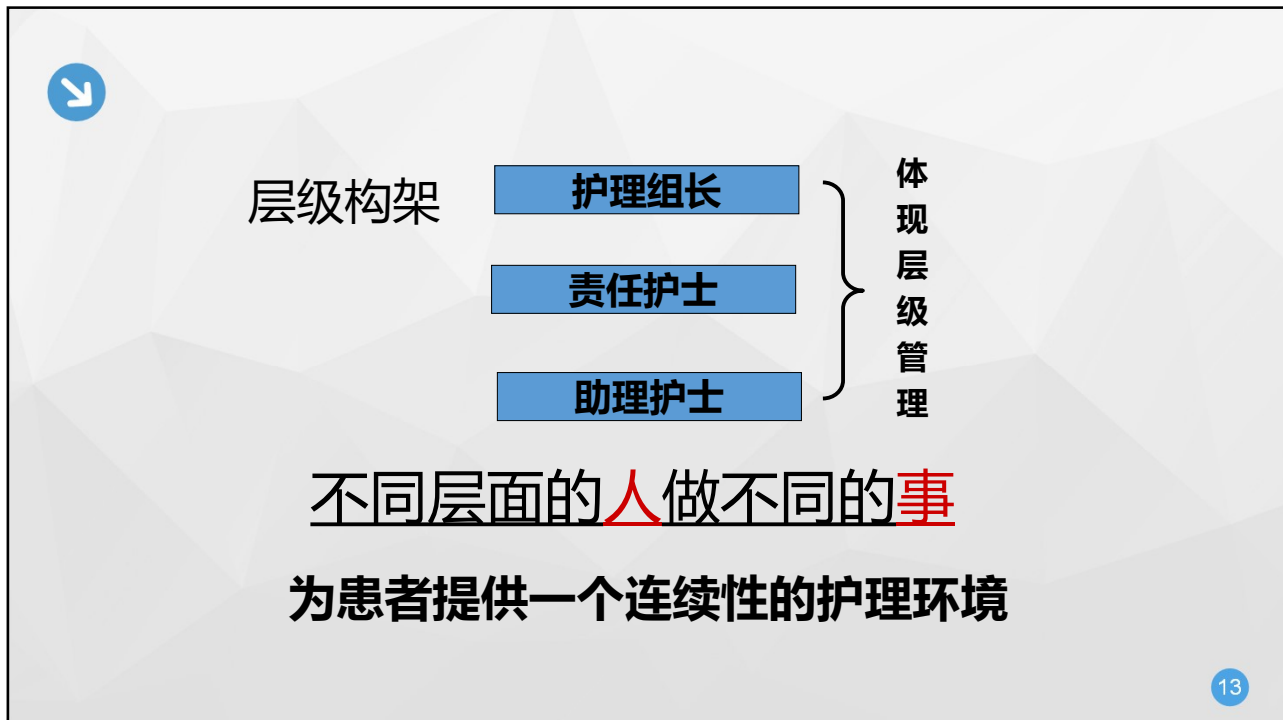 层级构架
护理组长
责任护士
助理护士
体现层级管理
不同层面的人做不同的事
为患者提供一个连续性的护理环境
13